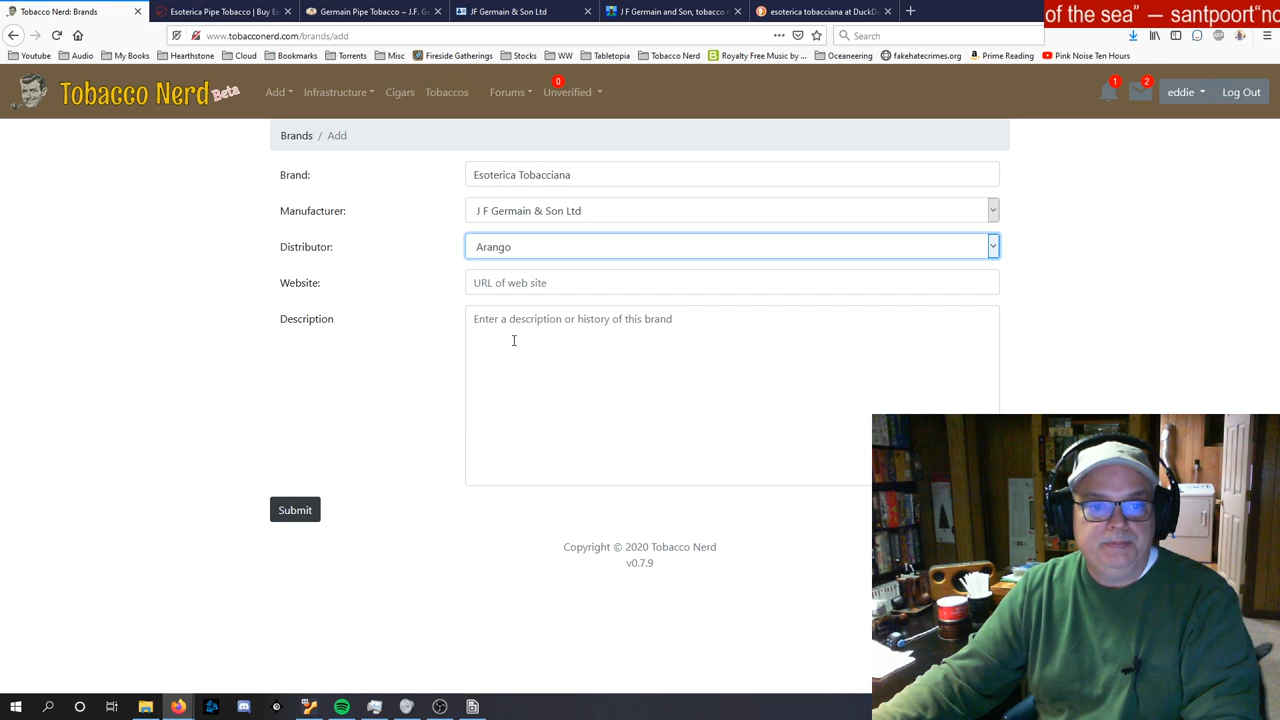 Tobacco Nerd: Brands
Esoterica Pipe Tobacco | Buy Es
Germain Pipe Tobacco ~ J.F. G
JF Germain & Son Ltd
J F Germain and Son, tobacco m
esoterica tobacciana at DuckDu
of the sea" — santpoort"no
www.tobacconerd.com/brands/add
Search
Youtube
Audio
My Books
Hearthstone
Cloud
Bookmarks
Torrents
Misc
Fireside Gatherings
Stocks
WW
Tabletopia
Tobacco Nerd
Royalty Free Music by ...
Oceaneering
fakehatecrimes.org
Prime Reading
Pink Noise Ten Hours
Tobacco Nerd Beta
Add
Infrastructure
Cigars
Tobaccos
Forums
Unverified
0
1
2
eddie
Log Out
Brands / Add
Brand:
Esoterica Tobacciana
Manufacturer:
J F Germain & Son Ltd
Distributor:
Arango
Website:
URL of web site
Description
Enter a description or history of this brand
Submit
Copyright © 2020 Tobacco Nerd
v0.7.9